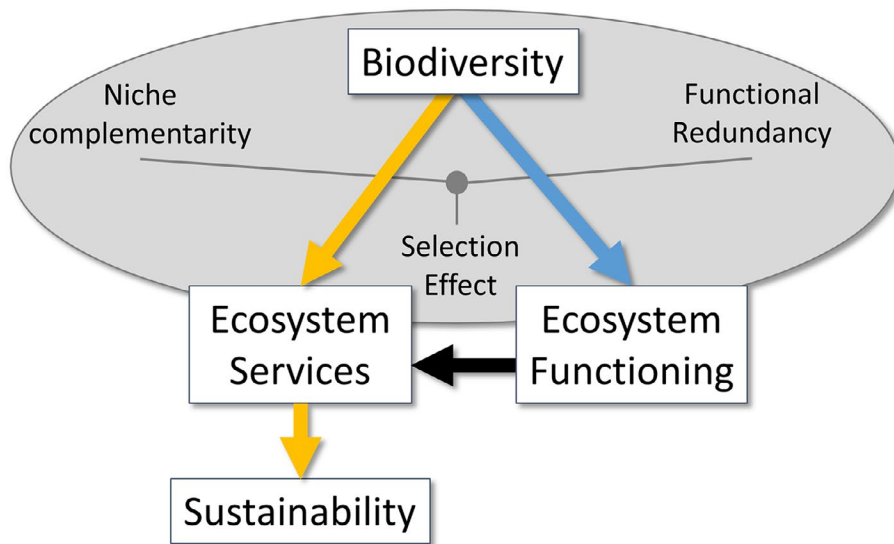 Biodiversity
Niche
complementarity
Functional
Redundancy
Selection
Effect
Ecosystem
Services
Ecosystem
Functioning
Sustainability